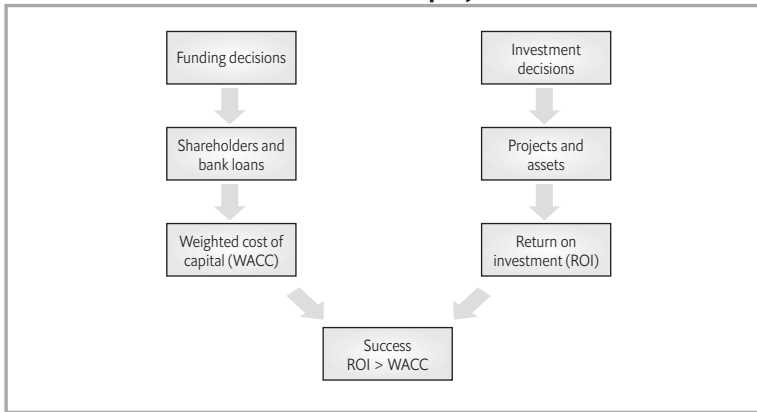 Funding decisions
Investment
decisions
Shareholders and
bank loans
Projects and
assets
Weighted cost of
capital (WACC)
Return on
investment (ROI)
Success
ROI > WACC